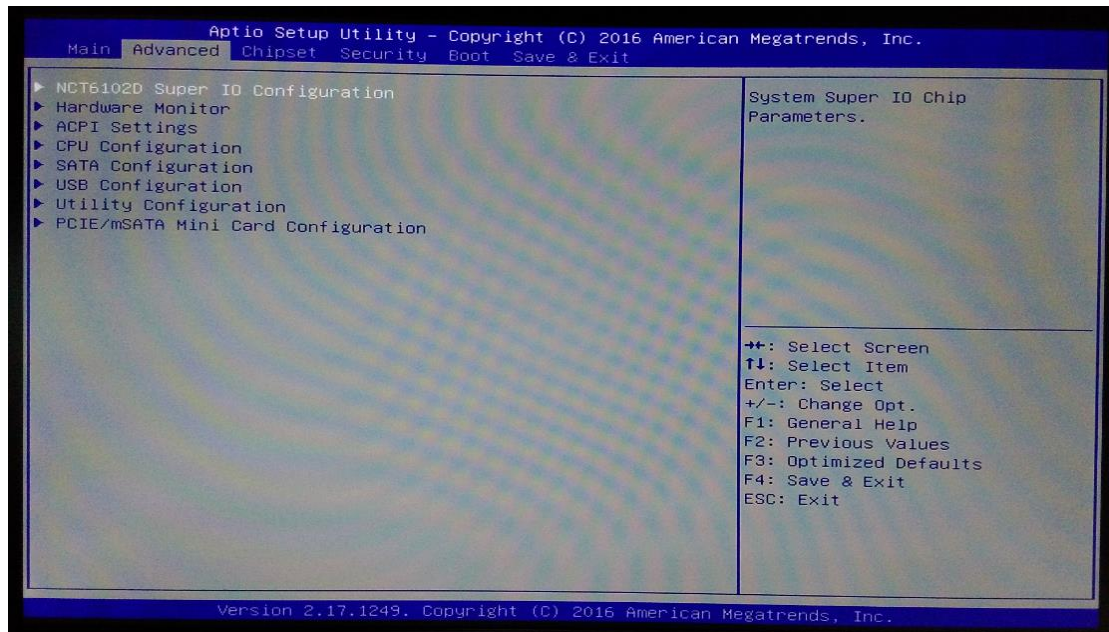 Aptio Setup Utility – Copyright (C) 2016 American Megatrends, Inc.
Main Advanced Chipset Security Boot Save & Exit
▶ NCT6102D Super IO Configuration
▶ Hardware Monitor
▶ ACPI Settings
▶ CPU Configuration
▶ SATA Configuration
▶ USB Configuration
▶ Utility Configuration
▶ PCIE/mSATA Mini Card Configuration
System Super IO Chip
Parameters.
→←: Select Screen
↑↓: Select Item
Enter: Select
+/-: Change Opt.
F1: General Help
F2: Previous Values
F3: Optimized Defaults
F4: Save & Exit
ESC: Exit
Version 2.17.1249. Copyright (C) 2016 American Megatrends, Inc.